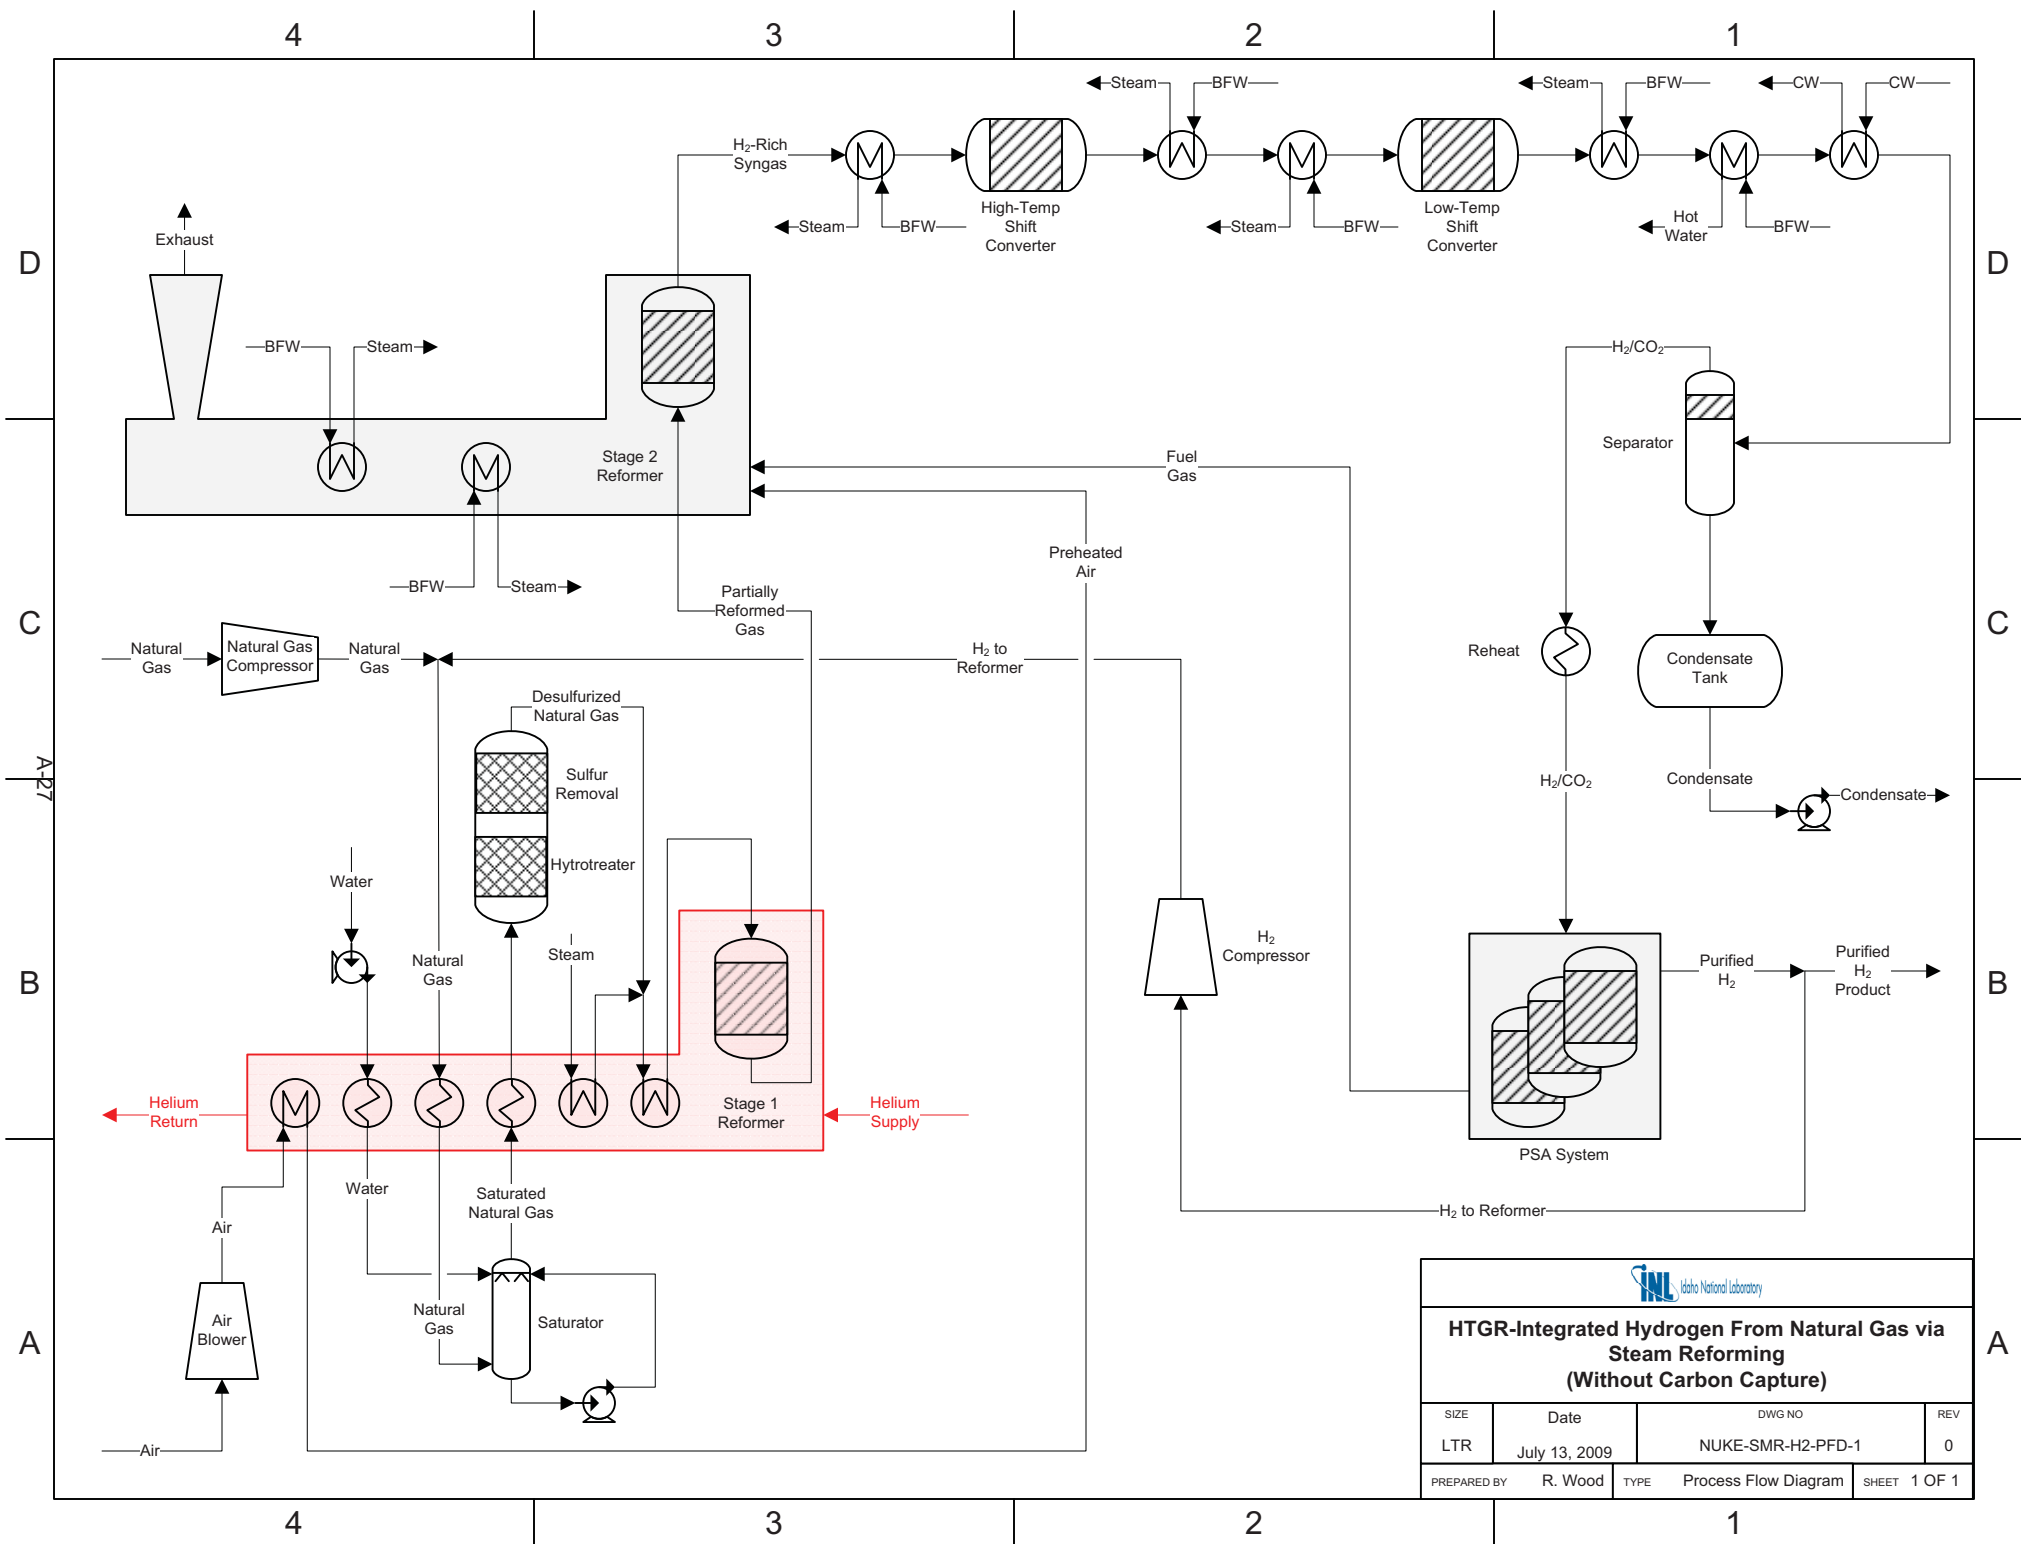 4
3
2
1
Steam
BFW
Steam
BFW
CW
CW
H2-Rich
Syngas
Steam
BFW
High-Temp
Shift
Converter
Steam
BFW
Low-Temp
Shift
Converter
Hot
Water
BFW
D
D
Exhaust
BFW
Steam
H2/CO2
Stage 2
Reformer
Fuel
Gas
Separator
Preheated
Air
BFW
Steam
Partially
Reformed
Gas
C
C
Natural
Gas
Natural Gas
Compressor
Natural
Gas
H2 to
Reformer
Reheat
Condensate
Tank
Desulfurized
Natural Gas
A-27
Sulfur
Removal
H2/CO2
Condensate
Condensate
Hytrotreater
Water
Natural
Gas
Steam
H2
Compressor
Purified
H2
Purified
H2
Product
B
B
Helium
Return
Stage 1
Reformer
Helium
Supply
PSA System
Water
Saturated
Natural Gas
H2 to Reformer
Air
Natural
Gas
Saturator
Air
Blower
A
A
Air
INL Idaho National Laboratory
HTGR-Integrated Hydrogen From Natural Gas via
Steam Reforming
(Without Carbon Capture)
SIZE
LTR
Date
July 13, 2009
DWG NO
NUKE-SMR-H2-PFD-1
REV
0
PREPARED BY R. Wood
TYPE Process Flow Diagram
SHEET 1 OF 1
4
3
2
1